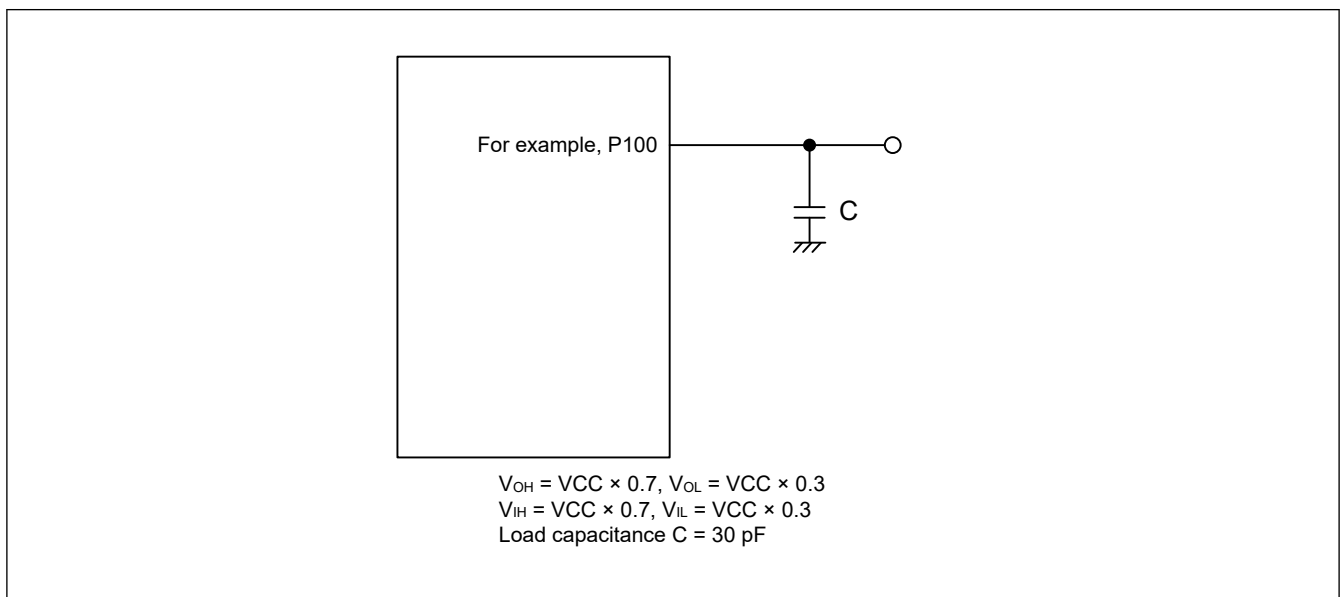 For example, P100
C
VOH = VCC × 0.7, VOL = VCC × 0.3
VIH = VCC × 0.7, VIL = VCC × 0.3
Load capacitance C = 30 pF